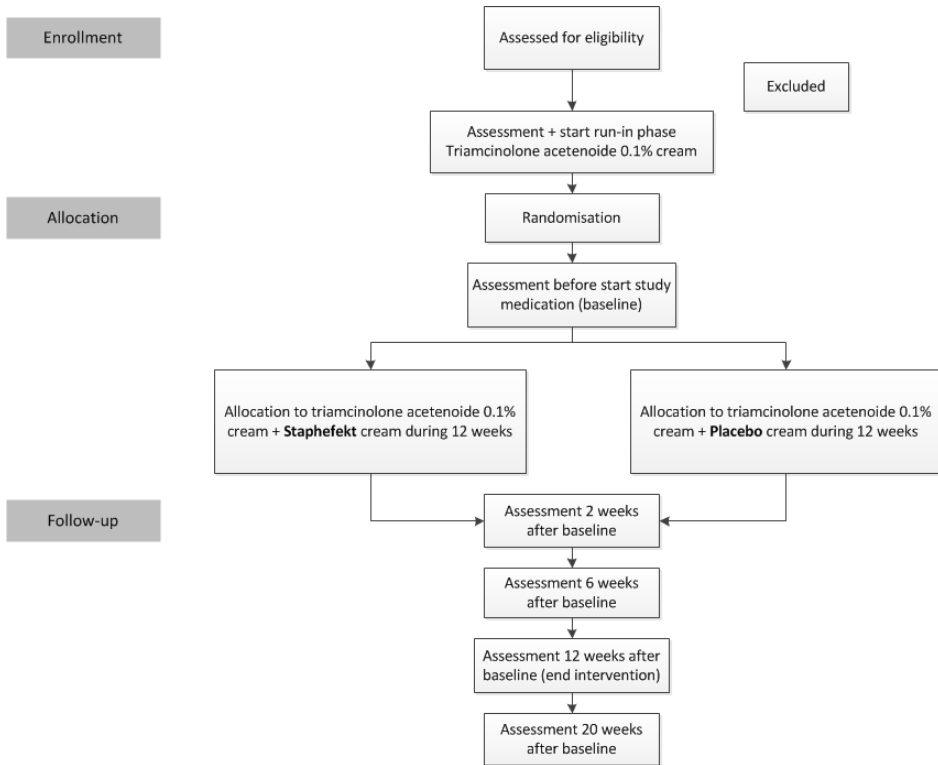 Enrollment
Assessed for eligibility
Excluded
Assessment + start run-in phase
Triamcinolone acetenoide 0.1% cream
Allocation
Randomisation
Assessment before start study
medication (baseline)
Allocation to triamcinolone acetenoide 0.1%
cream + Staphefekt cream during 12 weeks
Allocation to triamcinolone acetenoide 0.1%
cream + Placebo cream during 12 weeks
Follow-up
Assessment 2 weeks
after baseline
Assessment 6 weeks
after baseline
Assessment 12 weeks after
baseline (end intervention)
Assessment 20 weeks
after baseline